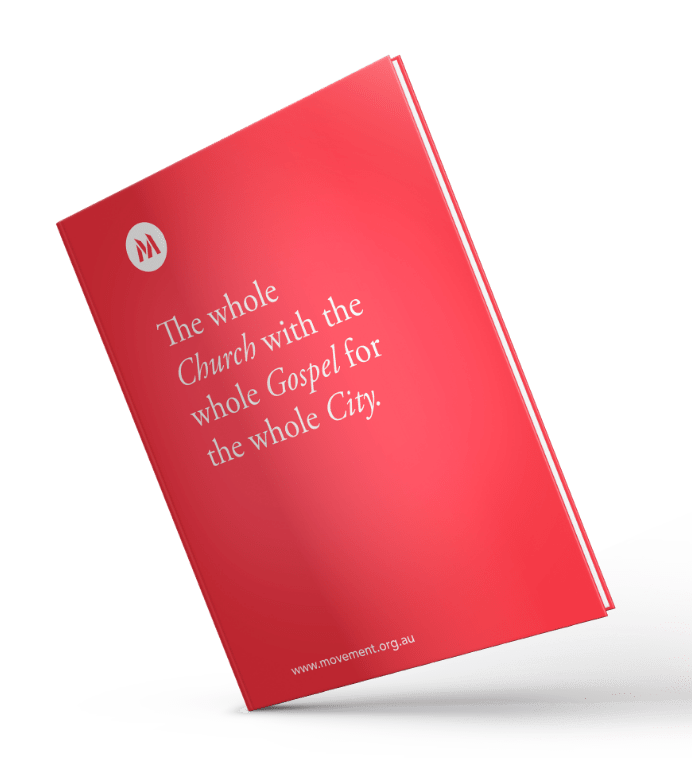 M
The whole
Church with the
whole Gospel for
the whole City.
www.movement.org.au